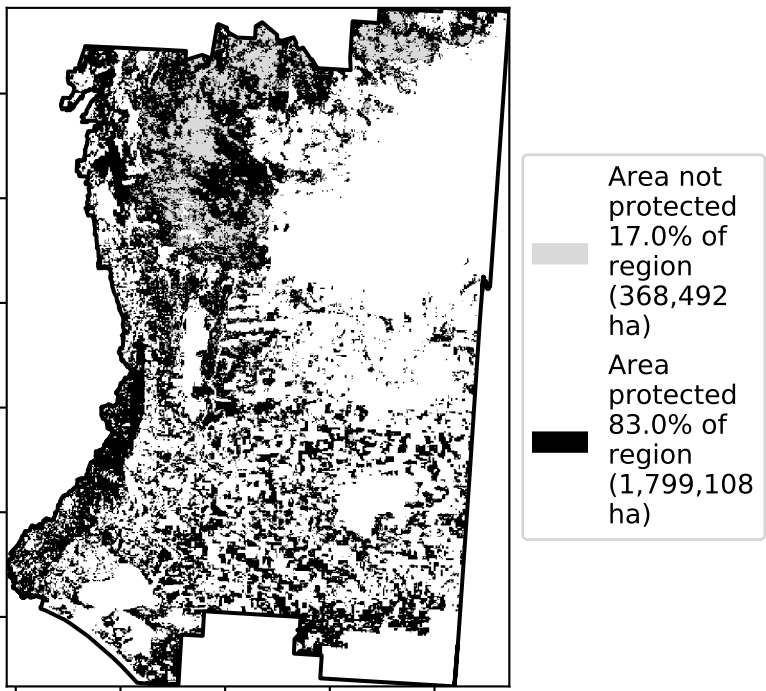 Area not
protected
17.0% of
region
(368,492
ha)
Area
protected
83.0% of
region
(1,799,108
ha)